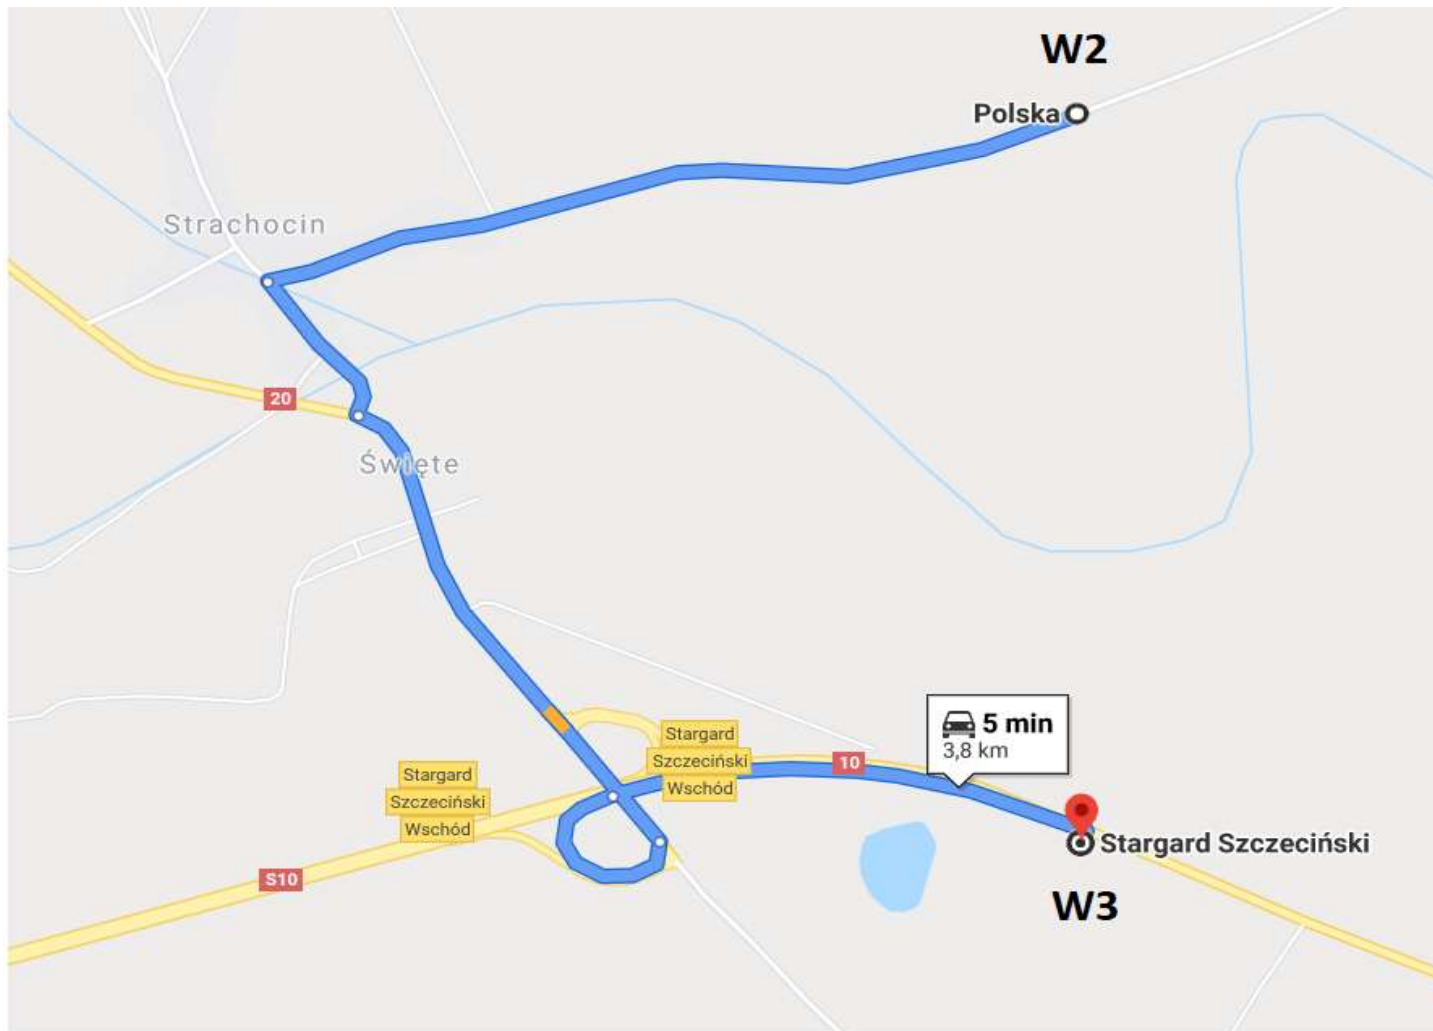 W2
Polska
Strachocin
20
Święte
5 min
3,8 km
Stargard
Szczeciński
Wschód
10
Stargard
Szczeciński
Wschód
Stargard Szczeciński
S10
W3